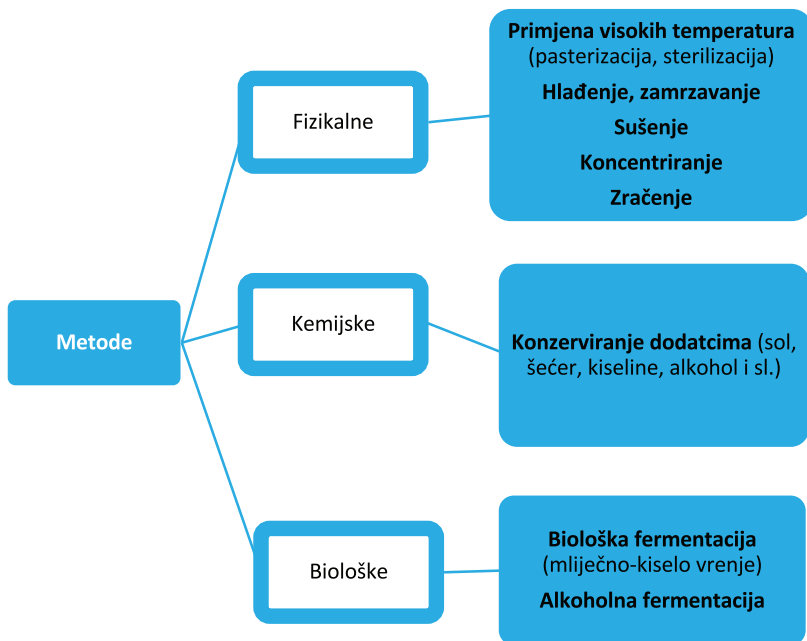 Metode
Fizikalne
Primjena visokih temperatura
(pasterizacija, sterilizacija)
Hlađenje, zamrzavanje
Sušenje
Koncentriranje
Zračenje
Kemijske
Konzerviranje dodatcima (sol,
šećer, kiseline, alkohol i sl.)
Biološke
Biološka fermentacija
(mliječno-kiselo vrenje)
Alkoholna fermentacija